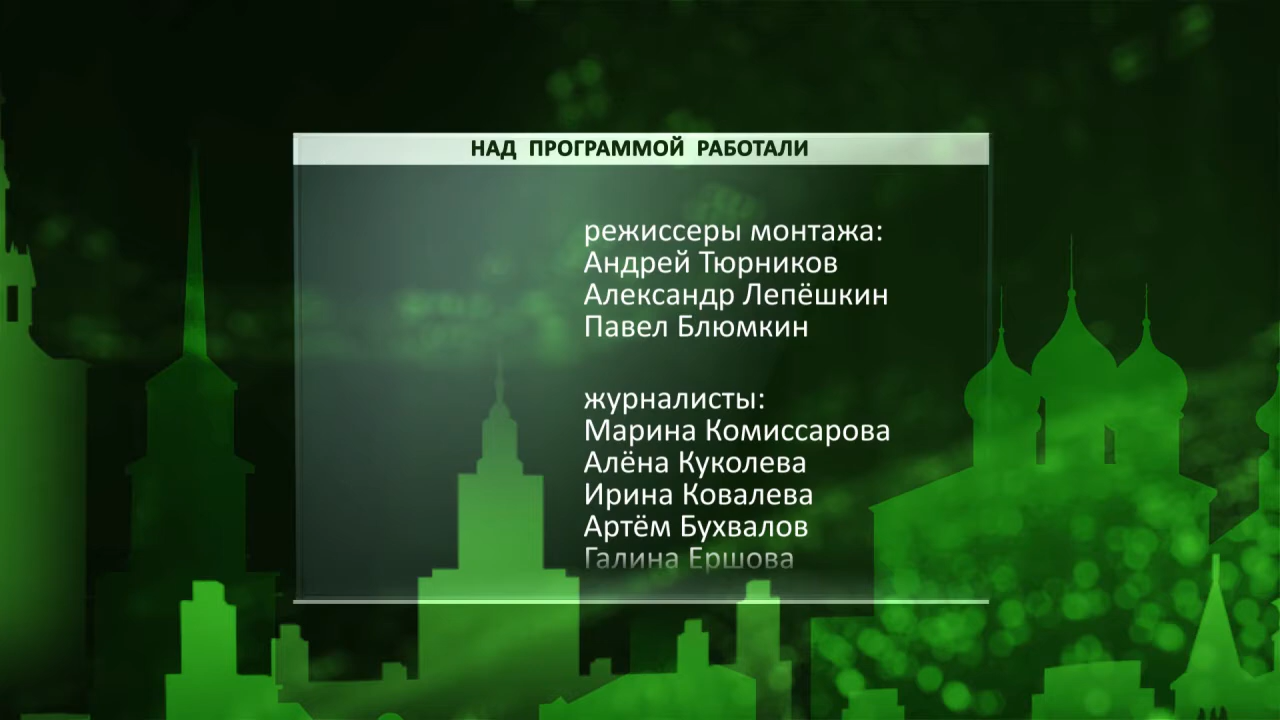 НАД ПРОГРАММОЙ РАБОТАЛИ
режиссеры монтажа:
Андрей Тюрников
Александр Лепёшкин
Павел Блюмкин
журналисты:
Марина Комиссарова
Алёна Куколева
Ирина Ковалева
Артём Бухвалов
Галина Ершова